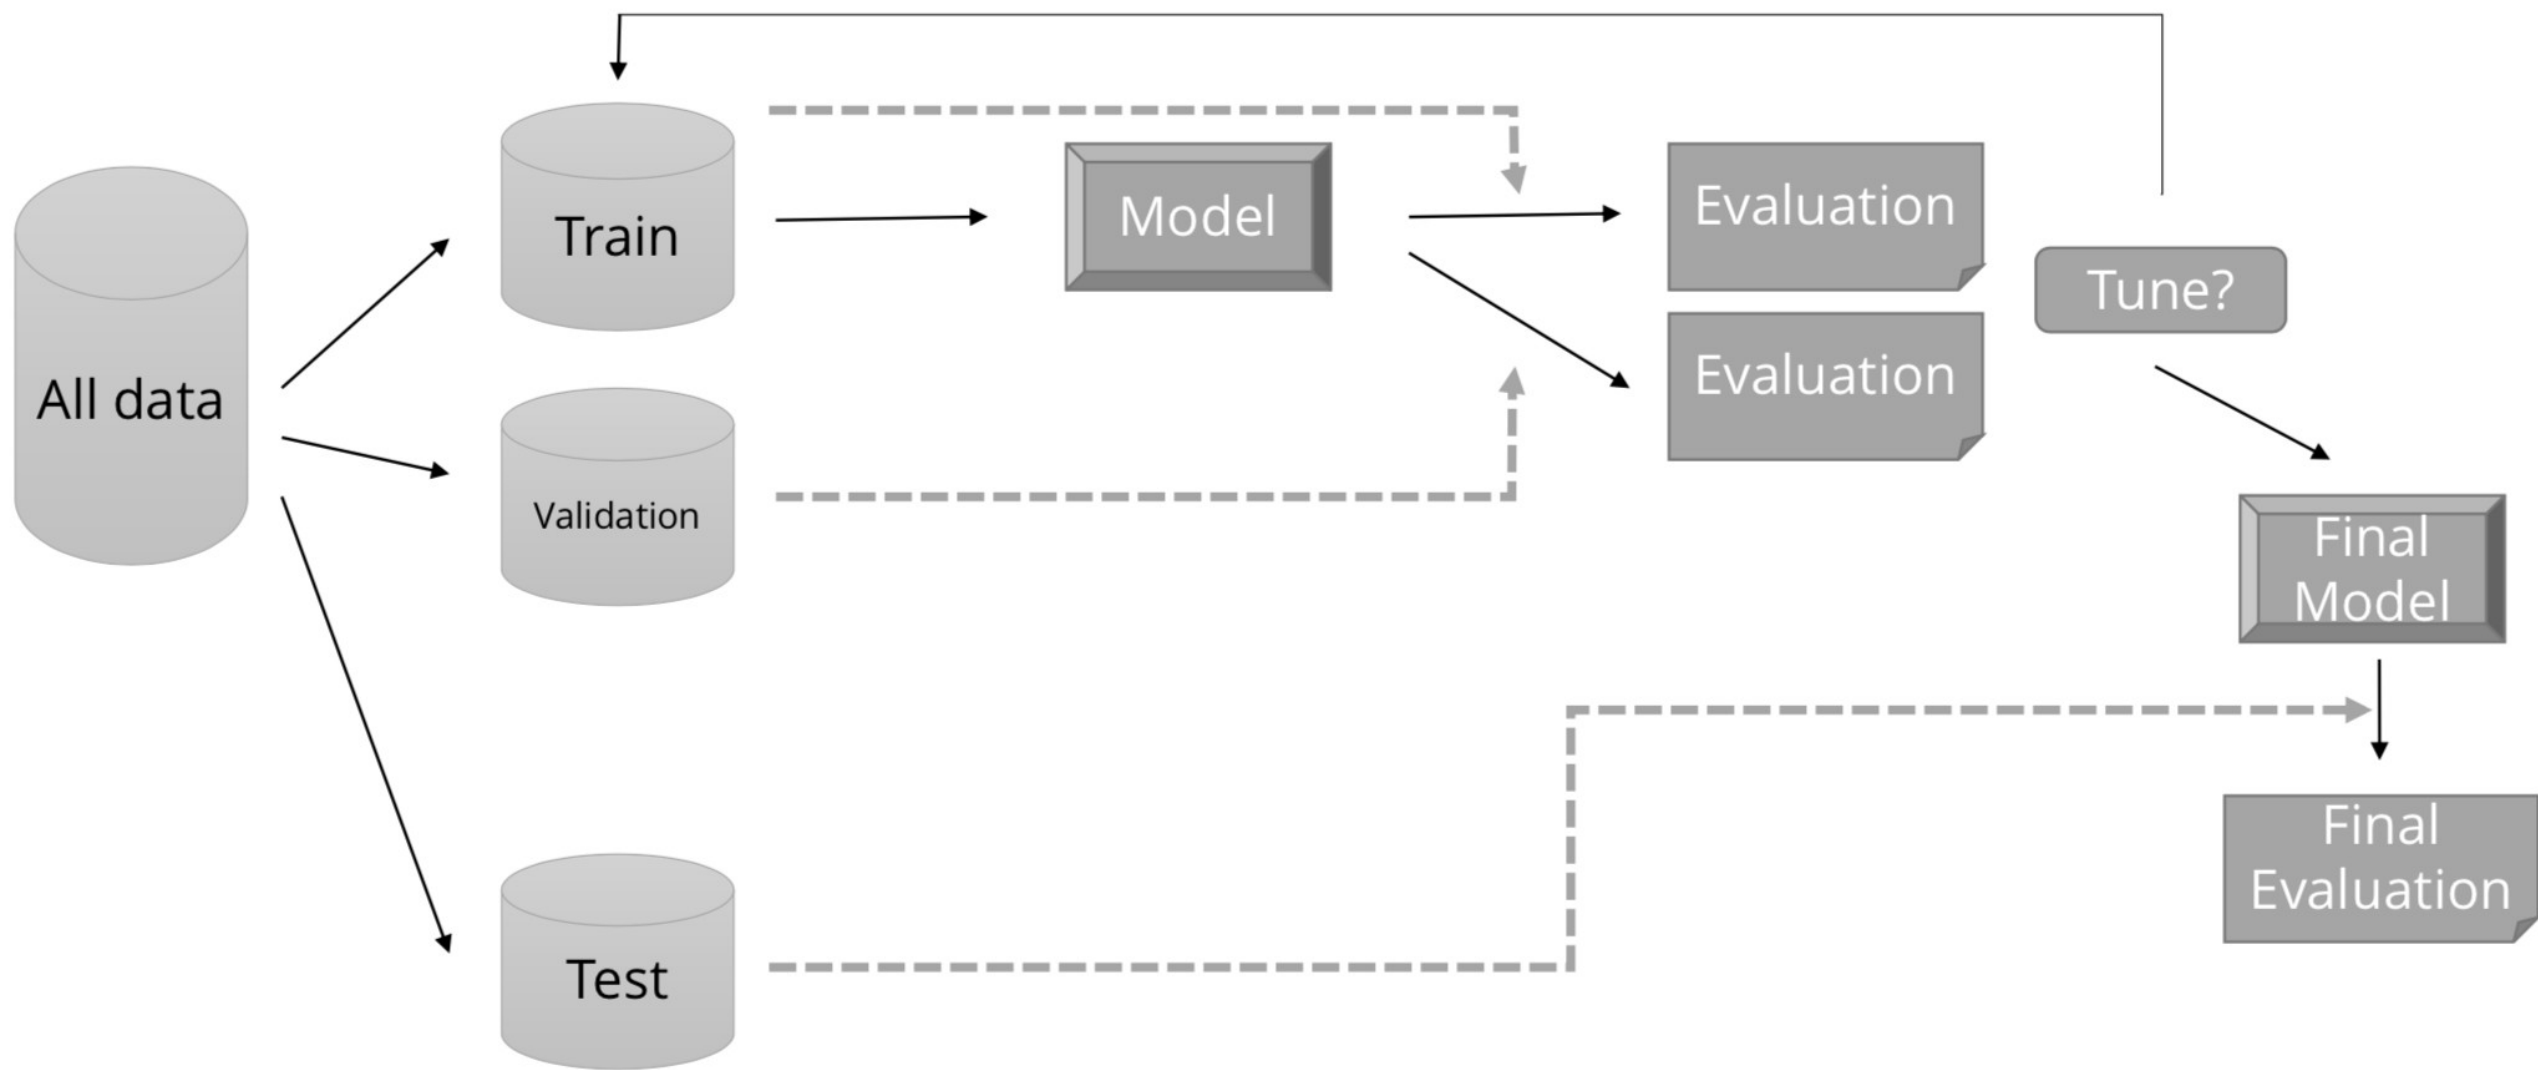 All data
Train
Validation
Test
Model
Evaluation
Evaluation
Tune?
Final
Model
Final
Evaluation